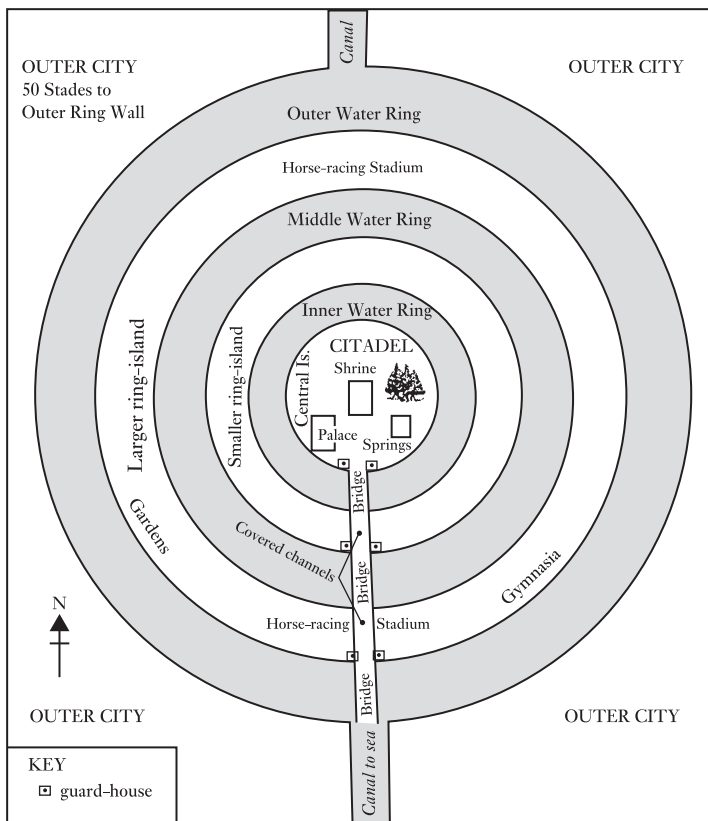 Canal
OUTER CITY
50 Stades to
Outer Ring Wall
OUTER CITY
Outer Water Ring
Horse-racing Stadium
Middle Water Ring
Inner Water Ring
CITADEL
Shrine
Central Is.
Larger ring-island
Smaller ring-island
Palace
Springs
Bridge
Gardens
Covered channels
Bridge
Gymnasia
N
Horse-racing Stadium
Bridge
OUTER CITY
OUTER CITY
Canal to sea
KEY
guard-house